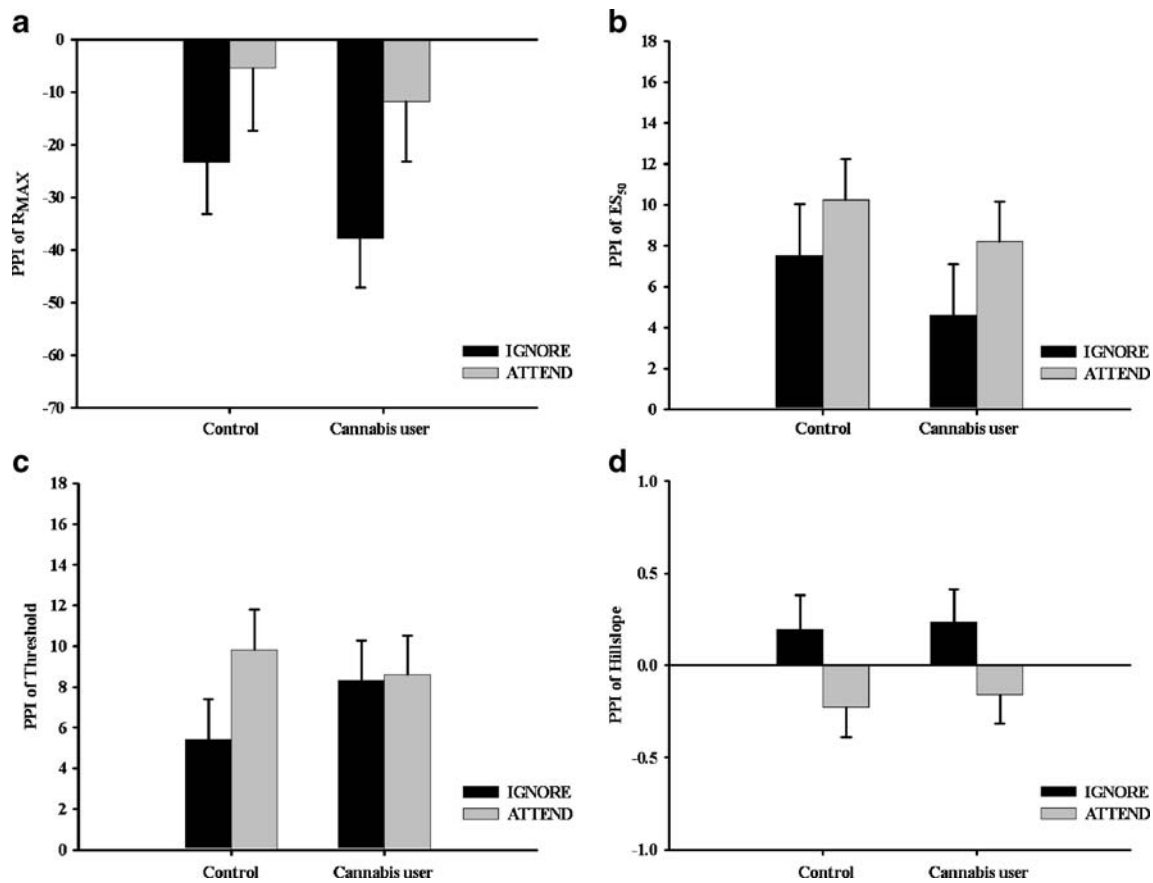 a
0
-10
-20
-30
-40
-50
-60
-70
PPI of RMAX
IGNORE
ATTEND
Control
Cannabis user
b
18
16
14
12
10
8
6
4
2
0
PPI of ES50
IGNORE
ATTEND
Control
Cannabis user
c
18
16
14
12
10
8
6
4
2
0
PPI of Threshold
IGNORE
ATTEND
Control
Cannabis user
d
1.0
0.5
0.0
-0.5
-1.0
PPI of Hillslope
IGNORE
ATTEND
Control
Cannabis user